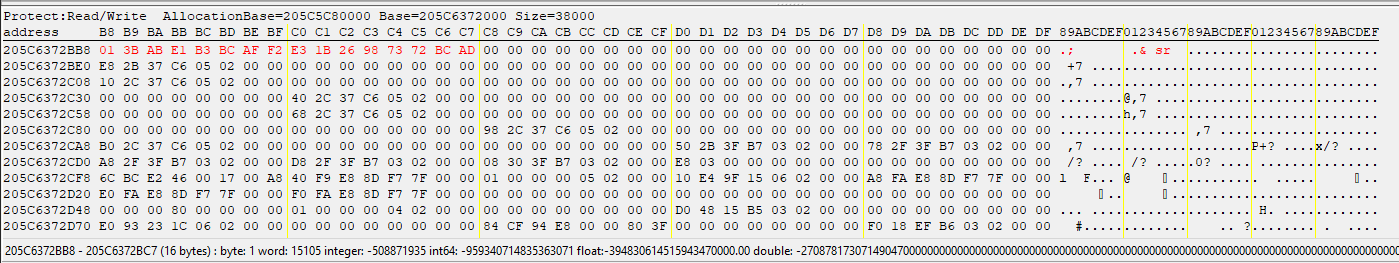 Protect:Read/Write AllocationBase=205C5C80000 Base=205C6372000 Size=38000
address B8 B9 BA BB BC BD BE BF C0 C1 C2 C3 C4 C5 C6 C7 C8 C9 CA CB CC CD CE CF D0 D1 D2 D3 D4 D5 D6 D7 D8 D9 DA DB DC DD DE DF 89ABCDEF0123456789ABCDEF0123456789ABCDEF
205C6372BB8 01 3B AB E1 B3 BC AF F2 E3 1B 26 98 73 72 BC AD 00 00 00 00 00 00 00 00 00 00 00 00 00 00 00 00 00 00 00 00 00 00 00 00 .; .& sr ........................
205C6372BE0 E8 2B 37 C6 05 02 00 00 00 00 00 00 00 00 00 00 00 00 00 00 00 00 00 00 00 00 00 00 00 00 00 00 00 00 00 00 00 00 00 00 +7 ....................................
205C6372C08 10 2C 37 C6 05 02 00 00 00 00 00 00 00 00 00 00 00 00 00 00 00 00 00 00 00 00 00 00 00 00 00 00 00 00 00 00 00 00 00 00 .,7 ....................................
205C6372C30 00 00 00 00 00 00 00 00 40 2C 37 C6 05 02 00 00 00 00 00 00 00 00 00 00 00 00 00 00 00 00 00 00 00 00 00 00 00 00 00 00 ........@,7 ............................
205C6372C58 00 00 00 00 00 00 00 00 68 2C 37 C6 05 02 00 00 00 00 00 00 00 00 00 00 00 00 00 00 00 00 00 00 00 00 00 00 00 00 00 00 ........h,7 ............................
205C6372C80 00 00 00 00 00 00 00 00 00 00 00 00 00 00 00 00 98 2C 37 C6 05 02 00 00 00 00 00 00 00 00 00 00 00 00 00 00 00 00 00 00 ................ ,7 ....................
205C6372CA8 B0 2C 37 C6 05 02 00 00 00 00 00 00 00 00 00 00 00 00 00 00 00 00 00 00 50 2B 3F B7 03 02 00 00 78 2F 3F B7 03 02 00 00 ,7 ....................P+? ....x/? ....
205C6372CD0 A8 2F 3F B7 03 02 00 00 D8 2F 3F B7 03 02 00 00 08 30 3F B7 03 02 00 00 E8 03 00 00 00 00 00 00 00 00 00 00 00 00 00 00 /? .... /? .....0? .... ...............
205C6372CF8 6C BC E2 46 00 17 00 A8 40 F9 E8 8D F7 7F 00 00 01 00 00 00 05 02 00 00 10 E4 9F 15 06 02 00 00 A8 FA E8 8D F7 7F 00 00 l F... @ .......... .....
205C6372D20 E0 FA E8 8D F7 7F 00 00 F0 FA E8 8D F7 7F 00 00 00 00 00 00 00 00 00 00 00 00 00 00 00 00 00 00 00 00 00 00 00 00 00 00
205C6372D48 00 00 00 80 00 00 00 00 01 00 00 00 04 02 00 00 00 00 00 00 00 00 00 00 D0 48 15 B5 03 02 00 00 00 00 00 00 00 00 00 00 ... .................... H. ............
205C6372D70 E0 93 23 1C 06 02 00 00 00 00 00 00 00 00 00 00 84 CF 94 E8 00 00 80 3F 00 00 00 00 00 00 00 00 F0 18 EF B6 03 02 00 00 #............. .. ?........ . ....
205C6372BB8 - 205C6372BC7 (16 bytes) : byte: 1 word: 15105 integer: -508871935 int64: -959340714835363071 float:-394830614515943470000.00 double: -2708781730714904700000000000000000000000000000000000000000000000000000000000000000000